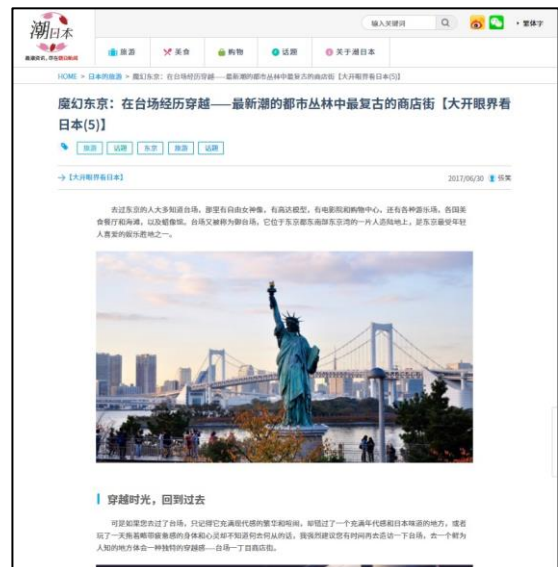 潮日本
输入关键词
繁体字
旅游
美食
购物
话题
关于潮日本
HOME > 日本的旅游 > 魔幻东京：在台场经历穿越——最新潮的都市丛林中最复古的商店街【大开眼界看日本(5)】
魔幻东京：在台场经历穿越——最新潮的都市丛林中最复古的商店街【大开眼界看
日本(5)】
旅游 话题 东京 旅游 话题
【大开眼界看日本】
2017/06/30
去过东京的人大多知道台场，那里有自由女神像，有高达模型，有电影院和购物中心，还有各种游乐场，各国美
食餐厅和海滩，以及蜡像馆。台场又被称为御台场，它位于东京都东南部东京湾的一片人造陆地上，是东京最受年轻
人喜爱的娱乐胜地之一。
穿越时光，回到过去
可是如果您去过了台场，只记得它充满现代感的繁华和喧闹，却错过了一个充满年代感和日本味道的地方，或者
玩了一天拖着略带疲惫感的身体和心灵却不知道何去何从的话，我强烈建议您有时间再去造访一下台场，去一个鲜为
人知的地方体会一种独特的穿越感——台场一丁目商店街。